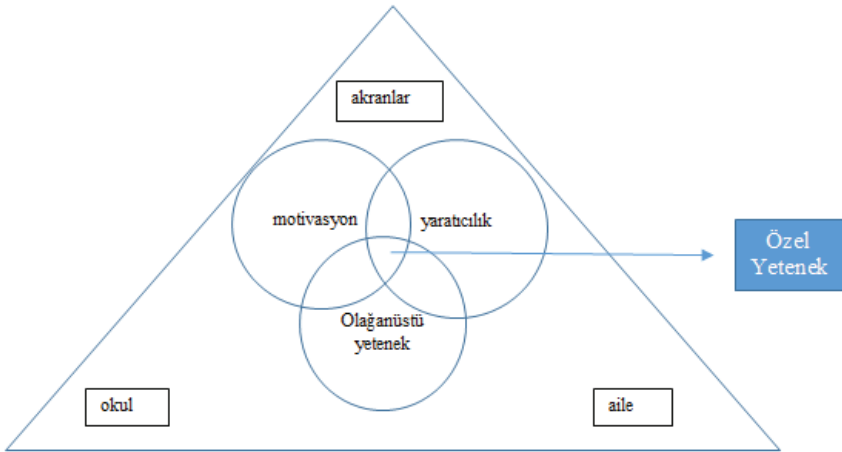 akranlar
motivasyon
yaratıcılık
Özel
Yetenek
Olağanüstü
yetenek
okul
aile